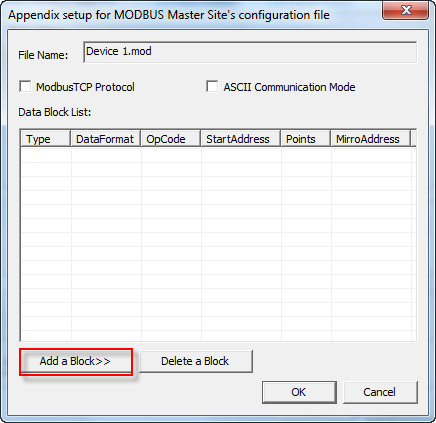 Appendix setup for MODBUS Master Site's configuration file
File Name: Device 1.mod
ModbusTCP Protocol ASCII Communication Mode
Data Block List:
Type DataFormat OpCode StartAddress Points MirroAddress
Add a Block>> Delete a Block
OK Cancel